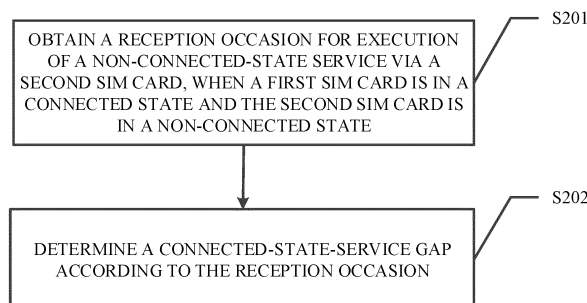 S201
OBTAIN A RECEPTION OCCASION FOR EXECUTION
OF A NON-CONNECTED-STATE SERVICE VIA A
SECOND SIM CARD, WHEN A FIRST SIM CARD IS IN A
CONNECTED STATE AND THE SECOND SIM CARD IS
IN A NON-CONNECTED STATE
S202
DETERMINE A CONNECTED-STATE-SERVICE GAP
ACCORDING TO THE RECEPTION OCCASION